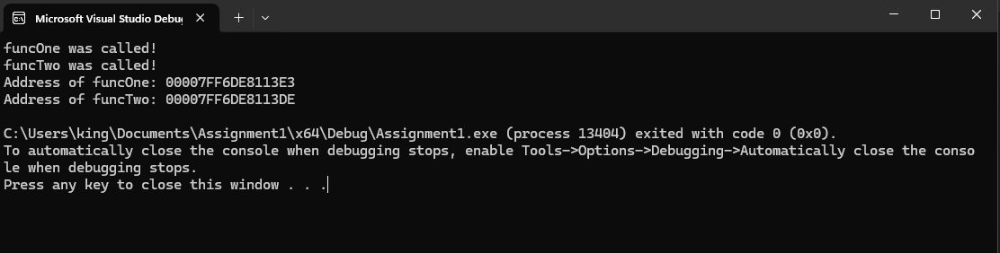 Microsoft Visual Studio Debug
funcOne was called!
funcTwo was called!
Address of funcOne: 00007FF6DE8113E3
Address of funcTwo: 00007FF6DE8113DE
C:\Users\king\Documents\Assignment1\x64\Debug\Assignment1.exe (process 13404) exited with code 0 (0x0).
To automatically close the console when debugging stops, enable Tools->Options->Debugging->Automatically close the conso
le when debugging stops.
Press any key to close this window . . .